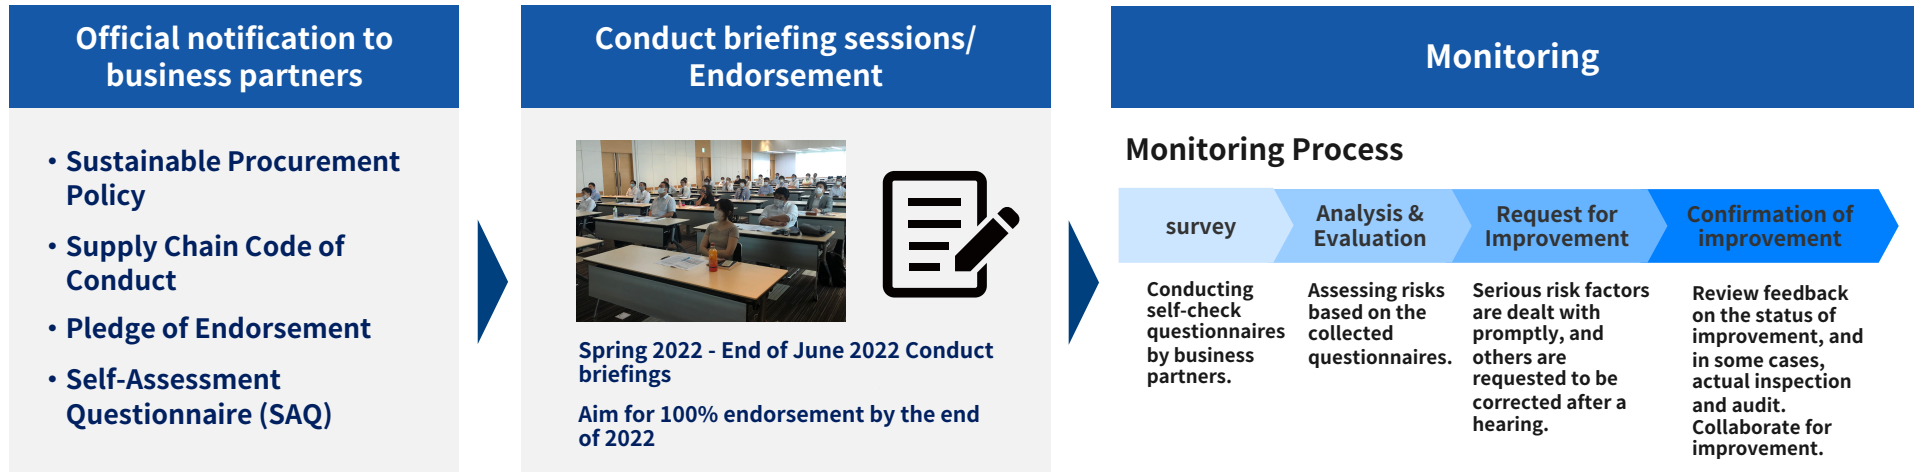 Official notification to
business partners
• Sustainable Procurement
Policy
• Supply Chain Code of
Conduct
• Pledge of Endorsement
• Self-Assessment
Questionnaire (SAQ)
Conduct briefing sessions/
Endorsement
Spring 2022 - End of June 2022 Conduct
briefings
Aim for 100% endorsement by the end
of 2022
Monitoring
Monitoring Process
survey
Conducting
self-check
questionnaires
by business
partners.
Analysis &
Evaluation
Assessing risks
based on the
collected
questionnaires.
Request for
Improvement
Serious risk factors
are dealt with
promptly, and
others are
requested to be
corrected after a
hearing.
Confirmation of
improvement
Review feedback
on the status of
improvement, and
in some cases,
actual inspection
and audit.
Collaborate for
improvement.